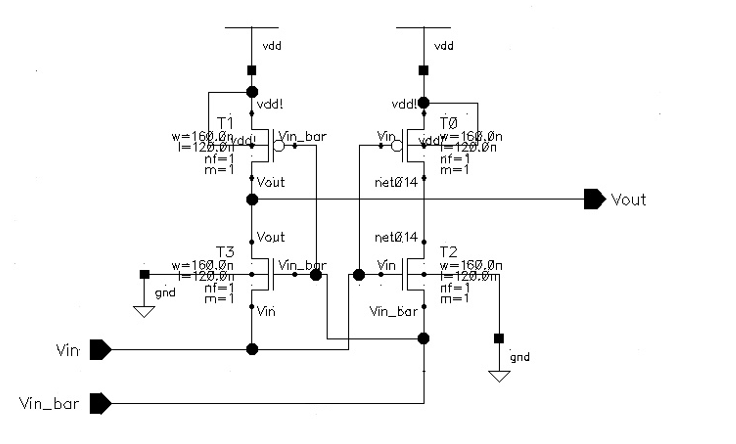 vdd
vdd
vdd!
vdd!
T1
Vin_bar
Vin
T0
w=160.0n
w=160.0n
l=120.0n
vdd!
vdd!
l=120.0n
nf=1
nf=1
m=1
m=1
Vout
net014
Vout
Vout
net014
T3
T2
w=160.0n
Vin_bar
Vin
w=160.0n
l=120.0n
l=120.0n
nf=1
nf=1
gnd
m=1
m=1
Vin
Vin_bar
Vin
gnd
Vin_bar